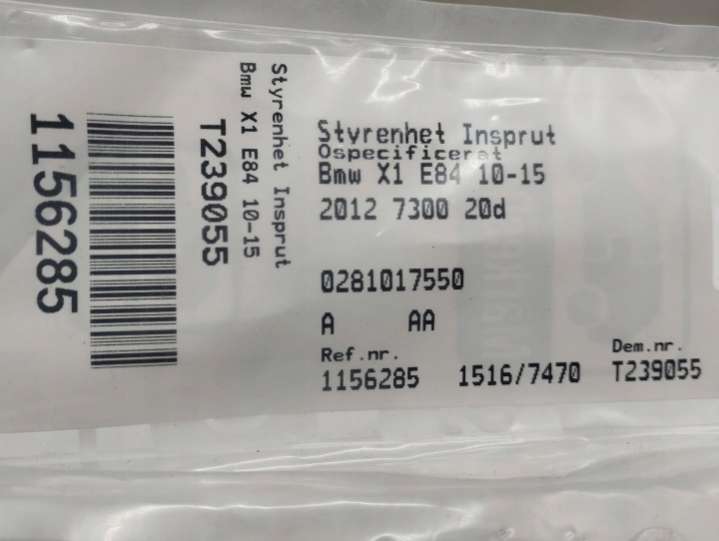 1156285
T239055
Bmw X1 E84 10-15
Styrenhet Insprut
Styrenhet Insprut
Ospecificerat
Bmw X1 E84 10-15
2012 7300 20d
0281017550
A AA
Ref.nr. Dem.nr.
1156285 1516/7470 T239055